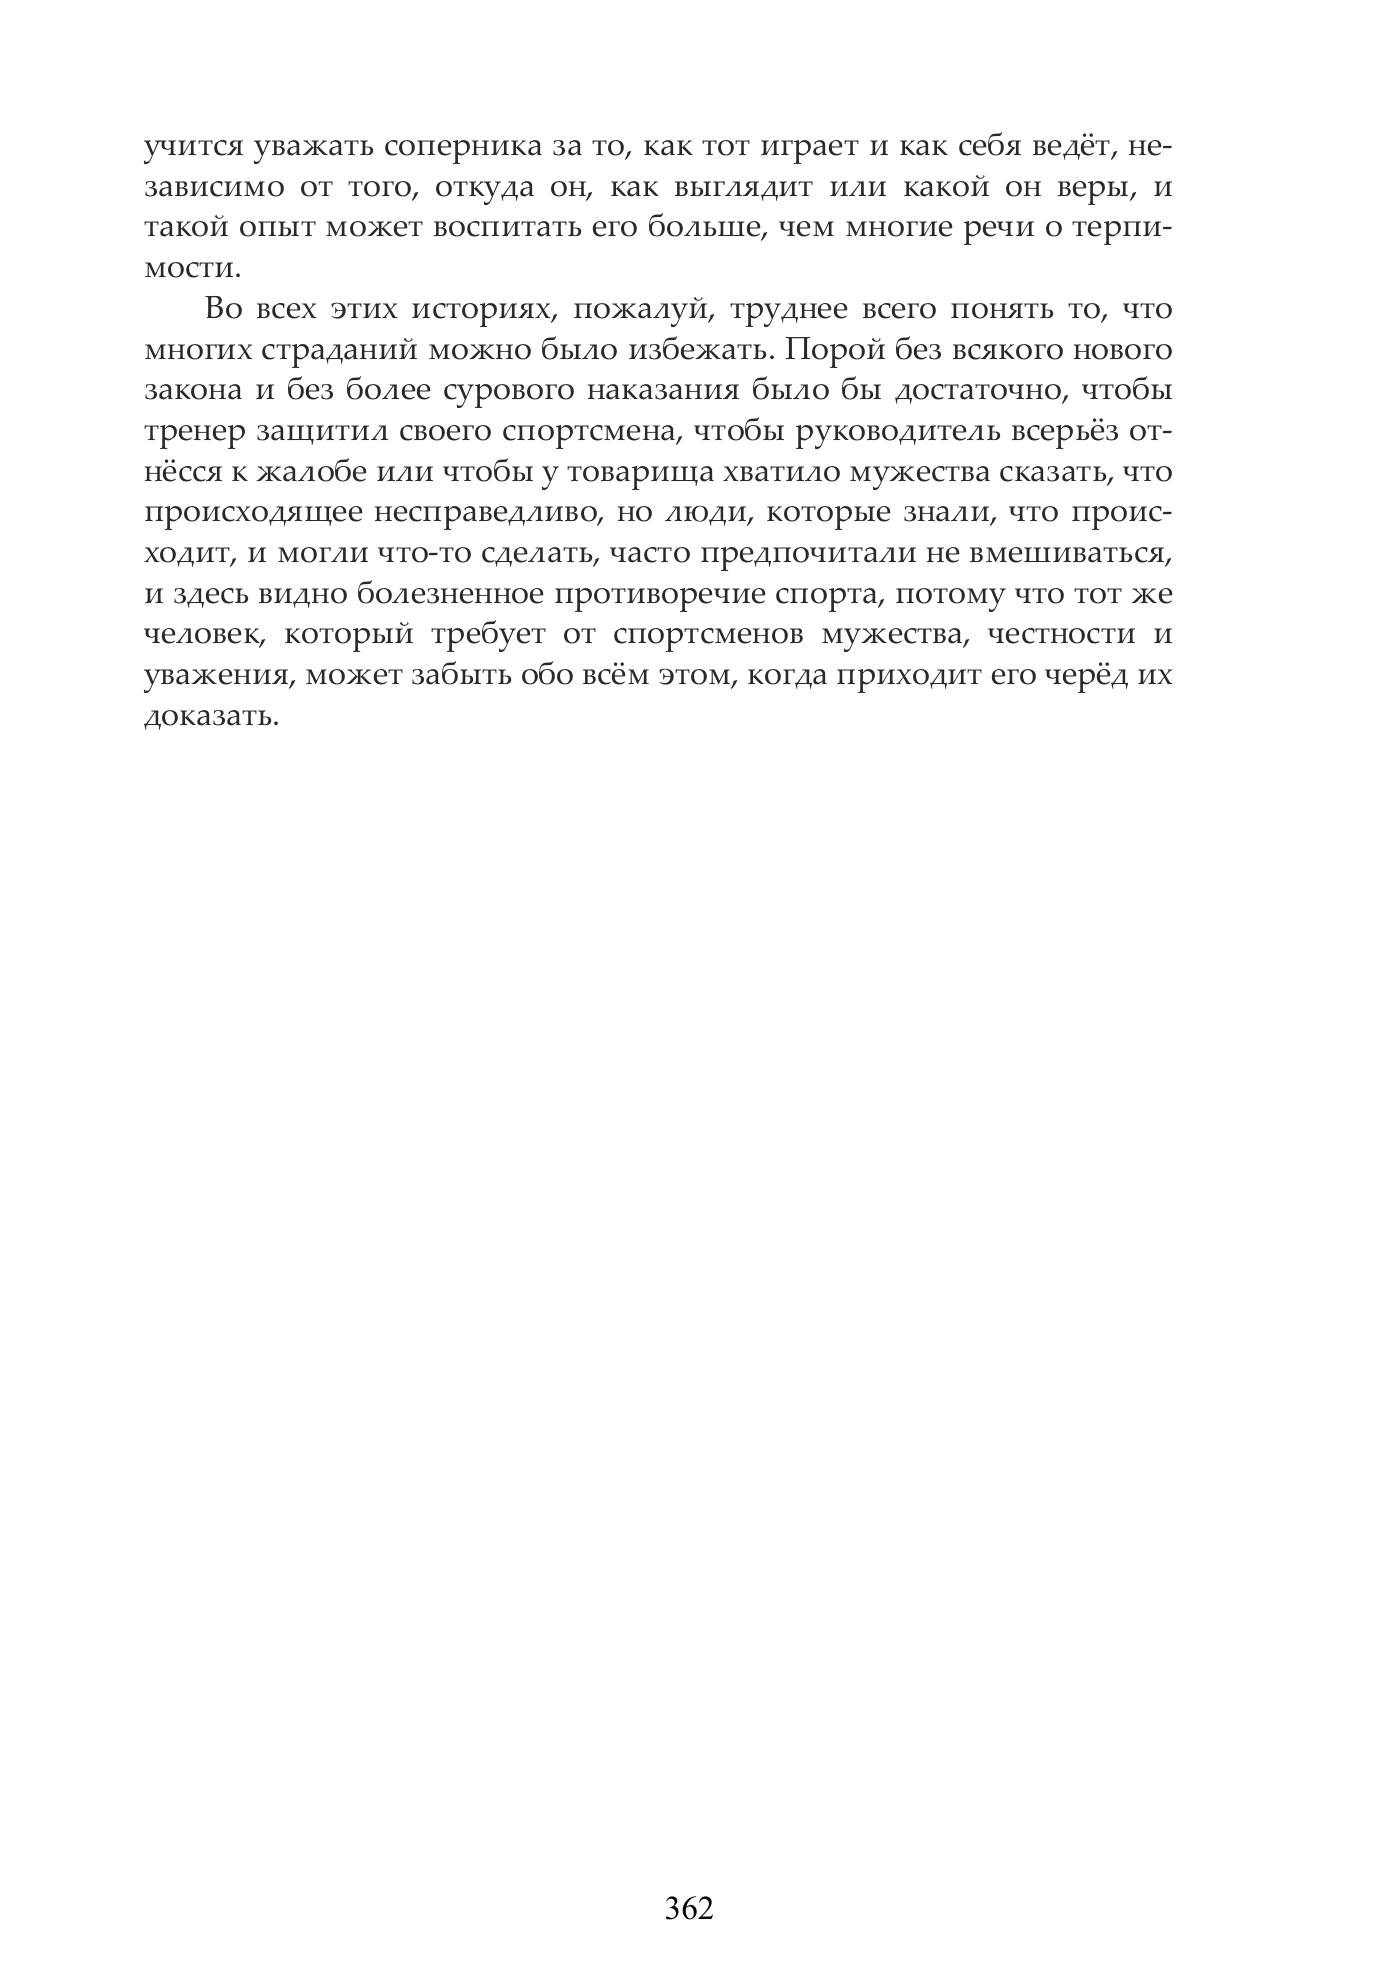 учится уважать соперника за то, как тот играет и как себя ведёт, не-
зависимо от того, откуда он, как выглядит или какой он веры, и
такой опыт может воспитать его больше, чем многие речи о терпи-
мости.
Во всех этих историях, пожалуй, труднее всего понять то, что
многих страданий можно было избежать. Порой без всякого нового
закона и без более сурового наказания было бы достаточно, чтобы
тренер защитил своего спортсмена, чтобы руководитель всерьёз от-
нёсся к жалобе или чтобы у товарища хватило мужества сказать, что
происходящее несправедливо, но люди, которые знали, что проис-
ходит, и могли что-то сделать, часто предпочитали не вмешиваться,
и здесь видно болезненное противоречие спорта, потому что тот же
человек, который требует от спортсменов мужества, честности и
уважения, может забыть обо всём этом, когда приходит его черёд их
доказать.
362